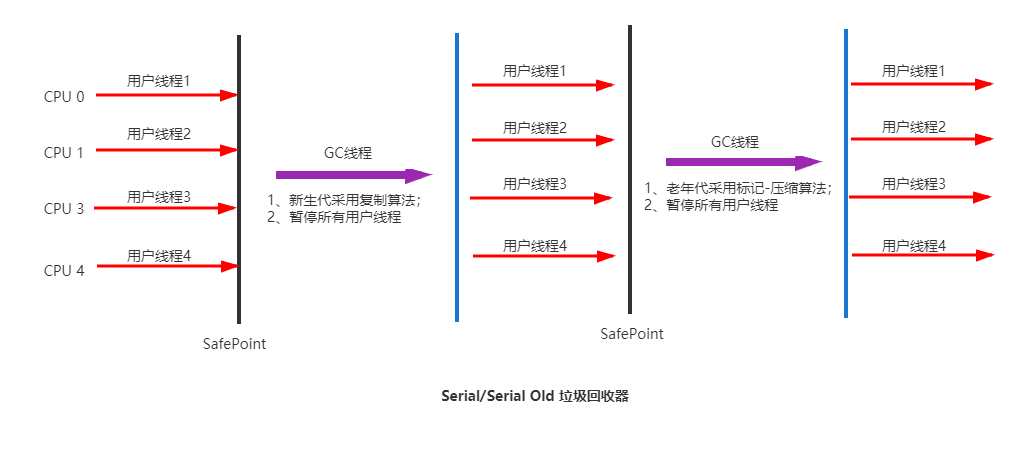 CPU 0
用户线程1
CPU 1
用户线程2
CPU 3
用户线程3
CPU 4
用户线程4
SafePoint
GC线程
1、新生代采用复制算法；
2、暂停所有用户线程
用户线程1
用户线程2
用户线程3
用户线程4
SafePoint
GC线程
1、老年代采用标记-压缩算法；
2、暂停所有用户线程
用户线程1
用户线程2
用户线程3
用户线程4
Serial/Serial Old 垃圾回收器